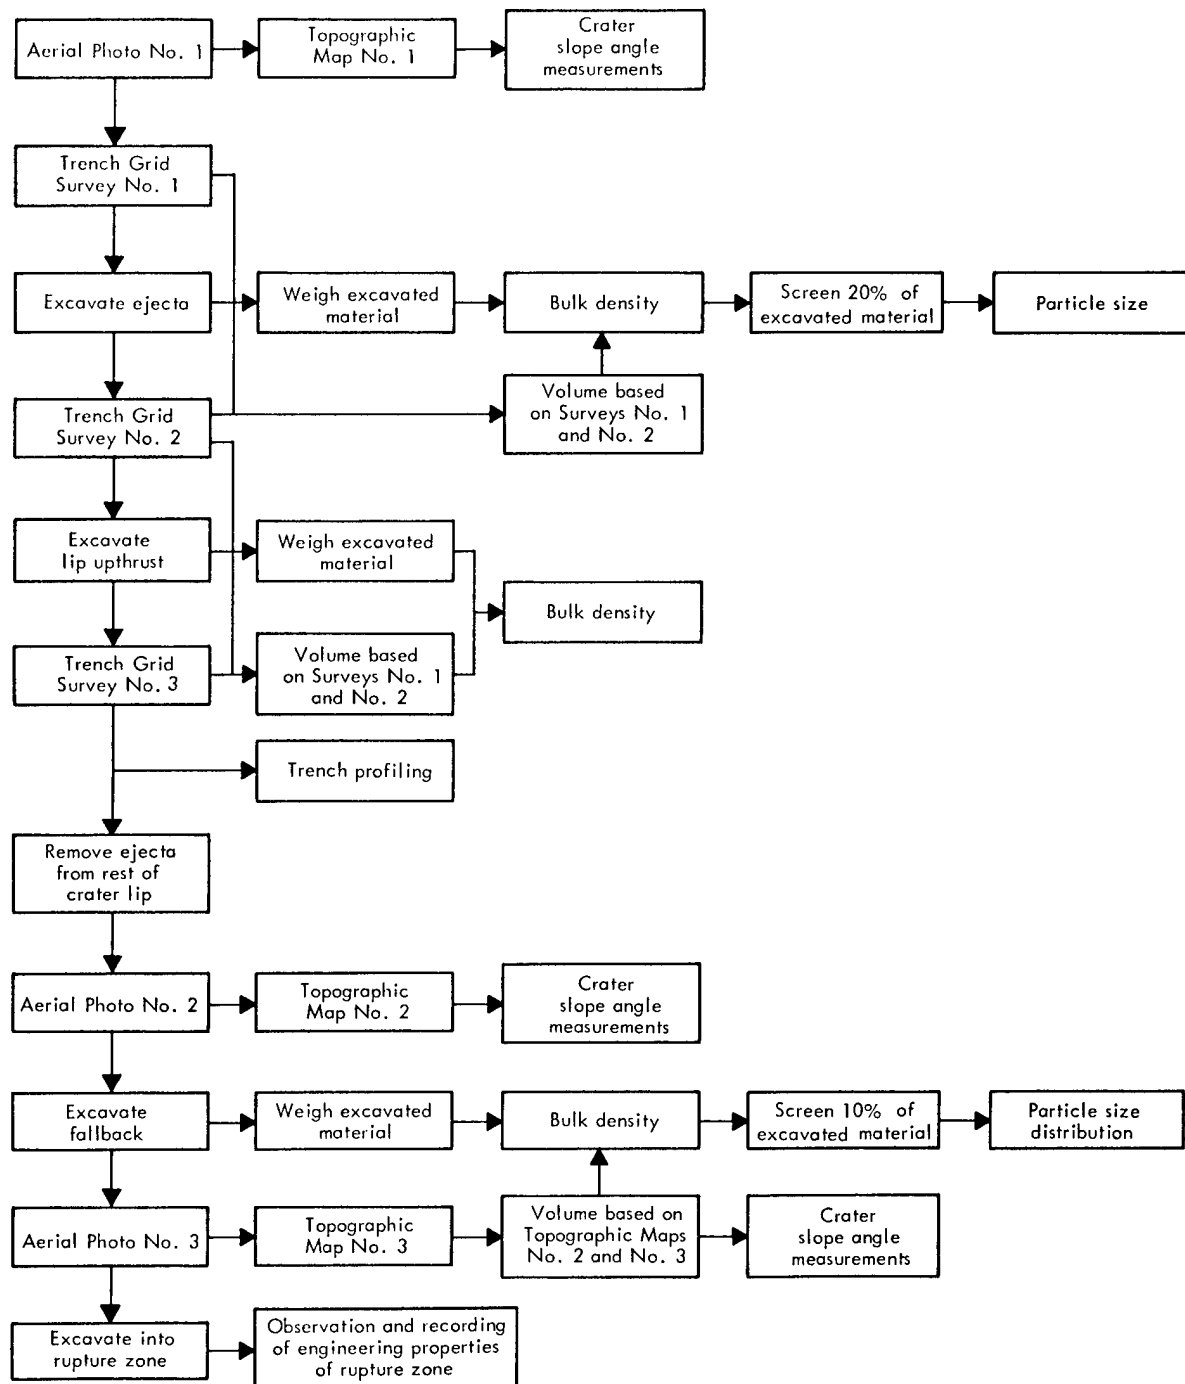 Aerial Photo No. 1
Topographic
Map No. 1
Crater
slope angle
measurements
Trench Grid
Survey No. 1
Excavate ejecta
Weigh excavated
material
Bulk density
Screen 20% of
excavated material
Particle size
Trench Grid
Survey No. 2
Volume based
on Surveys No. 1
and No. 2
Excavate
lip upthrust
Weigh excavated
material
Bulk density
Trench Grid
Survey No. 3
Volume based
on Surveys No. 1
and No. 2
Trench profiling
Remove ejecta
from rest of
crater lip
Aerial Photo No. 2
Topographic
Map No. 2
Crater
slope angle
measurements
Excavate
fallback
Weigh excavated
material
Bulk density
Screen 10% of
excavated material
Particle size
distribution
Aerial Photo No. 3
Topographic
Map No. 3
Volume based on
Topographic Maps
No. 2 and No. 3
Crater
slope angle
measurements
Excavate into
rupture zone
Observation and recording
of engineering properties
of rupture zone